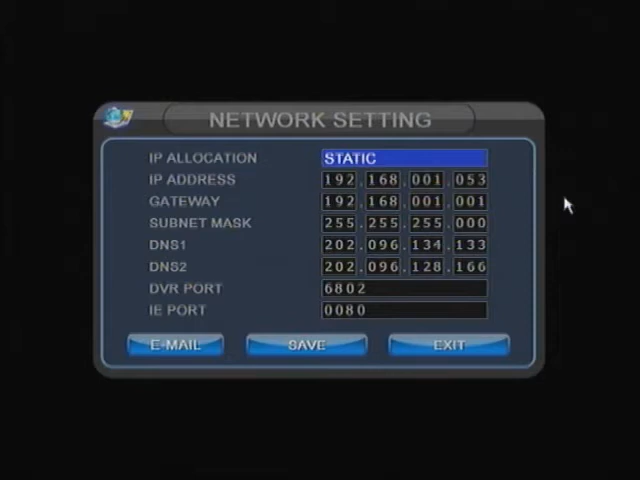 NETWORK SETTING
IP ALLOCATION STATIC
IP ADDRESS 192.168.001.053
GATEWAY 192.168.001.001
SUBNET MASK 255.255.255.000
DNS1 202.096.134.133
DNS2 202.096.128.166
DVR PORT 6802
IE PORT 0080
E-MAIL SAVE EXIT